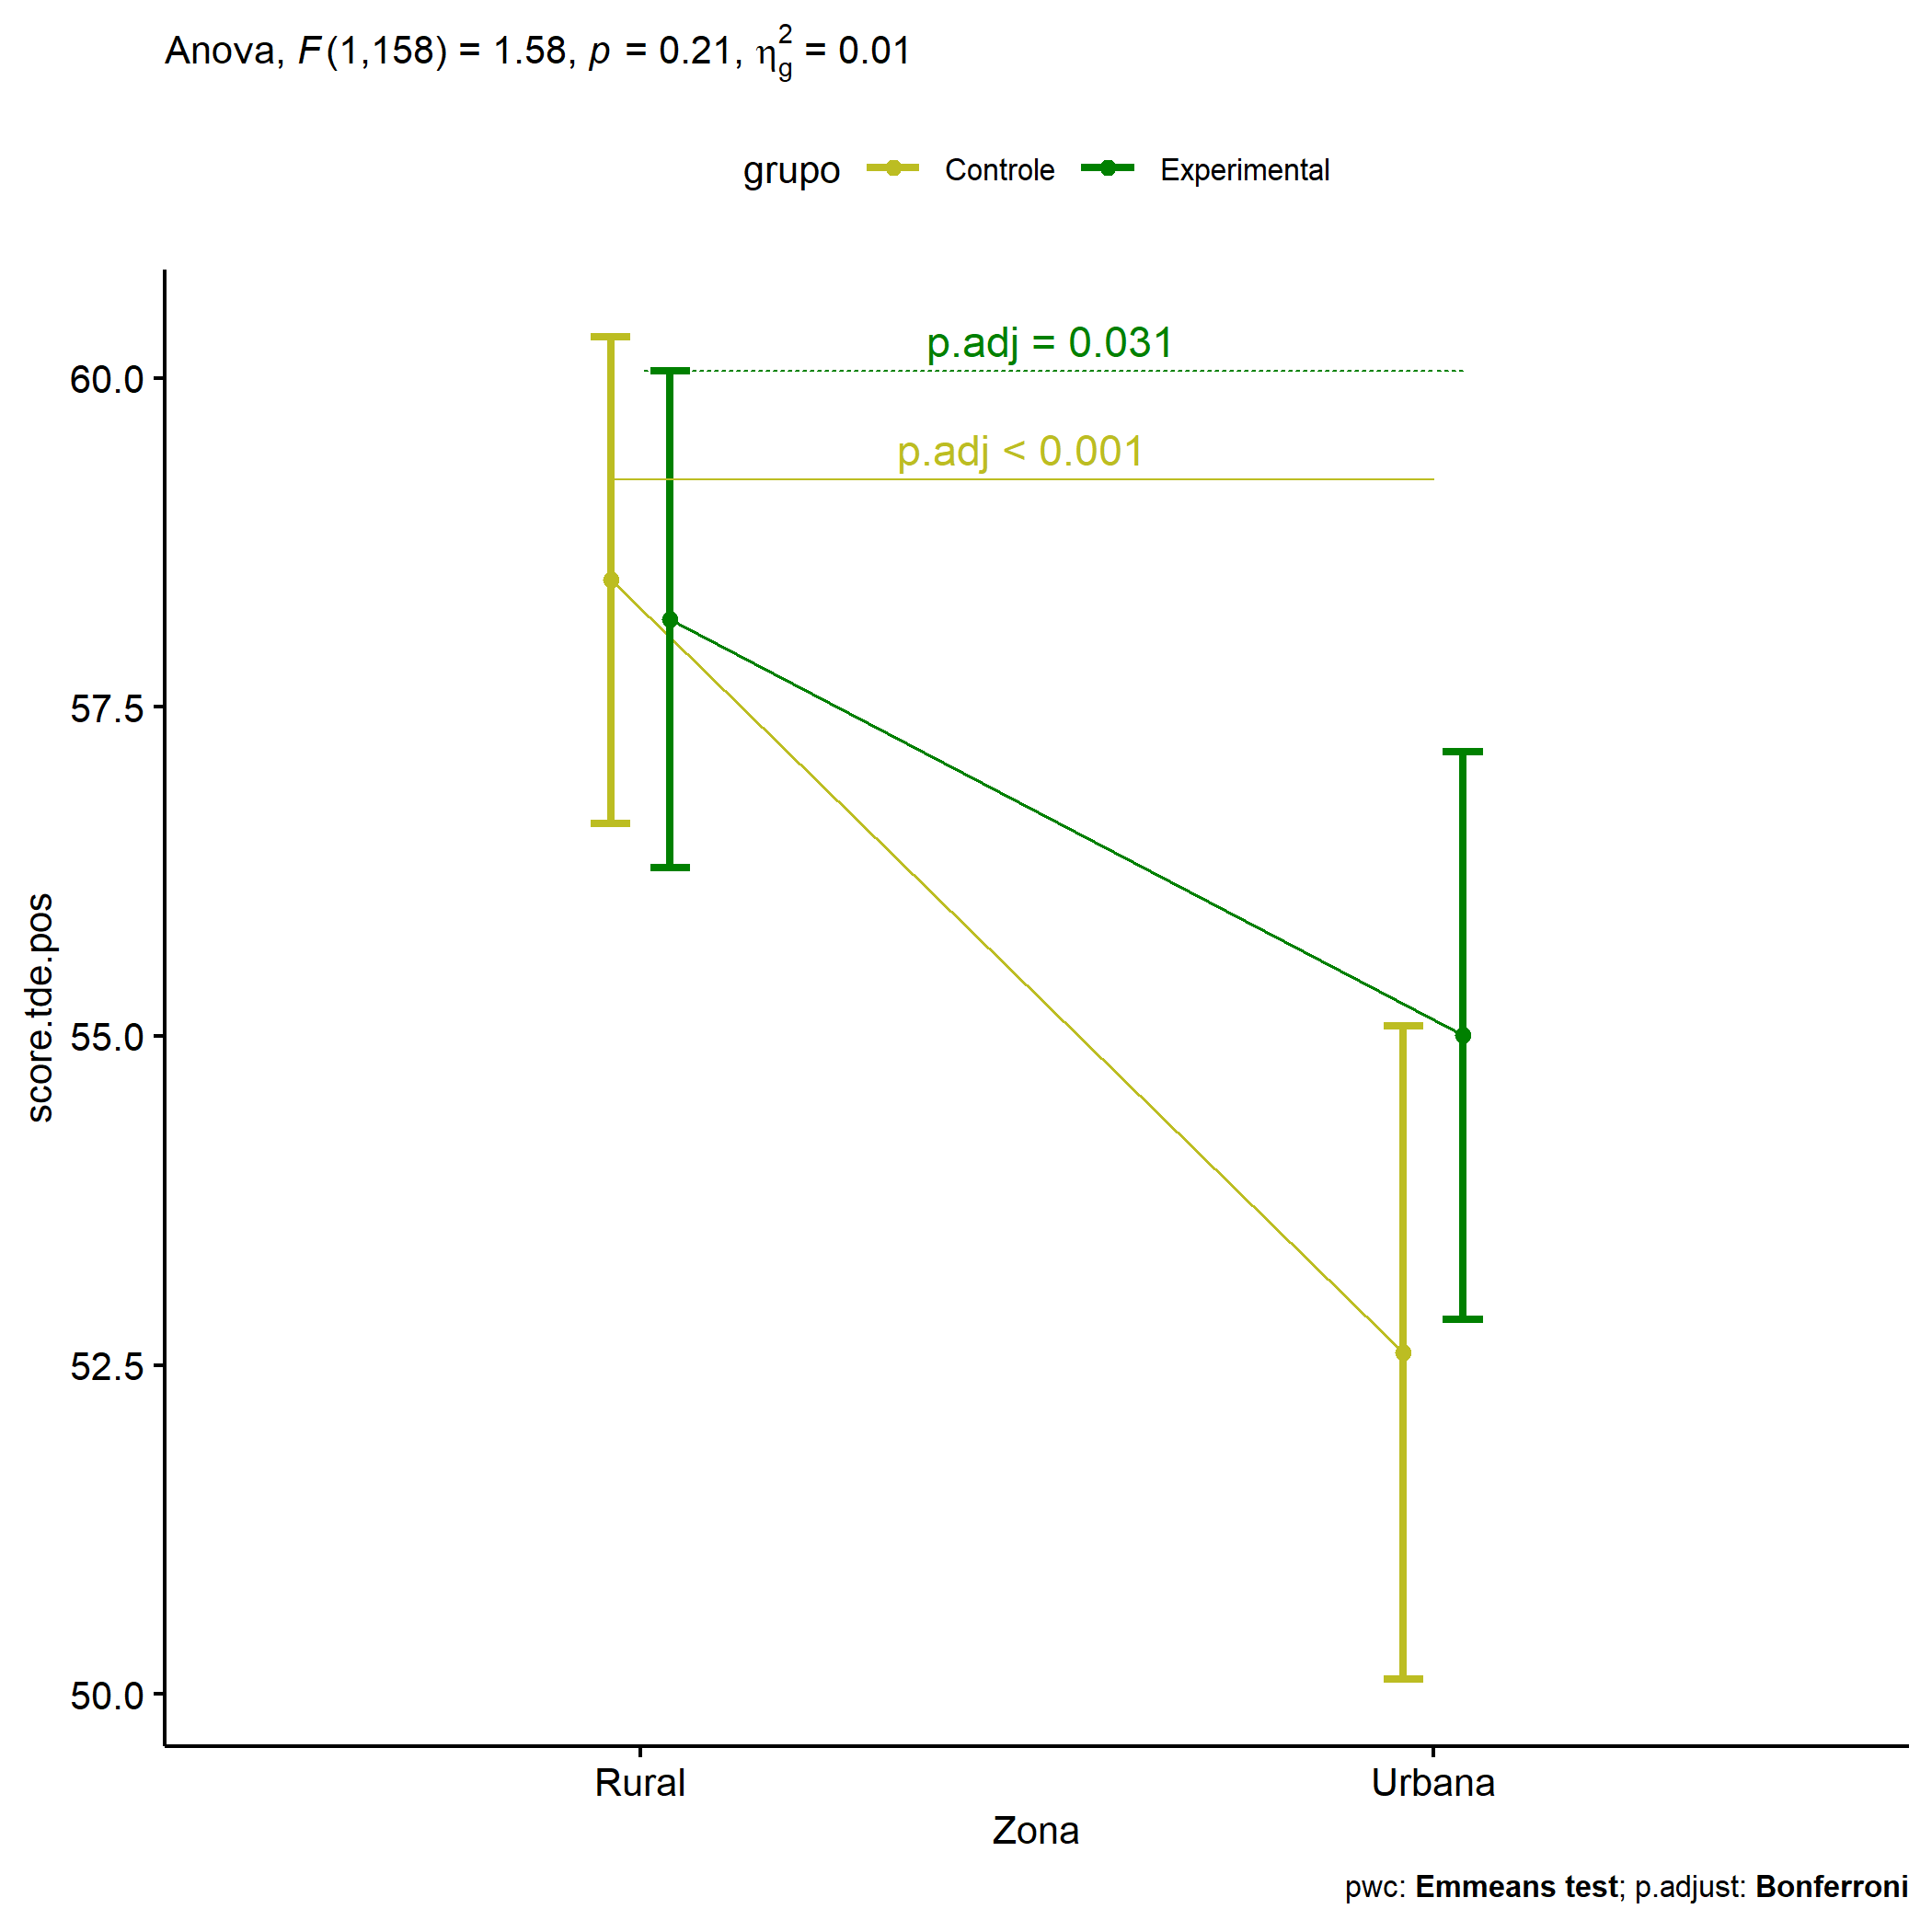 Anova, F(1,158) = 1.58, p = 0.21, η²g = 0.01
grupo Controle Experimental
p.adj = 0.031
p.adj < 0.001
60.0
57.5
55.0
52.5
50.0
score.tde.pos
Rural Urbana
Zona
pwc: Emmeans test; p.adjust: Bonferroni